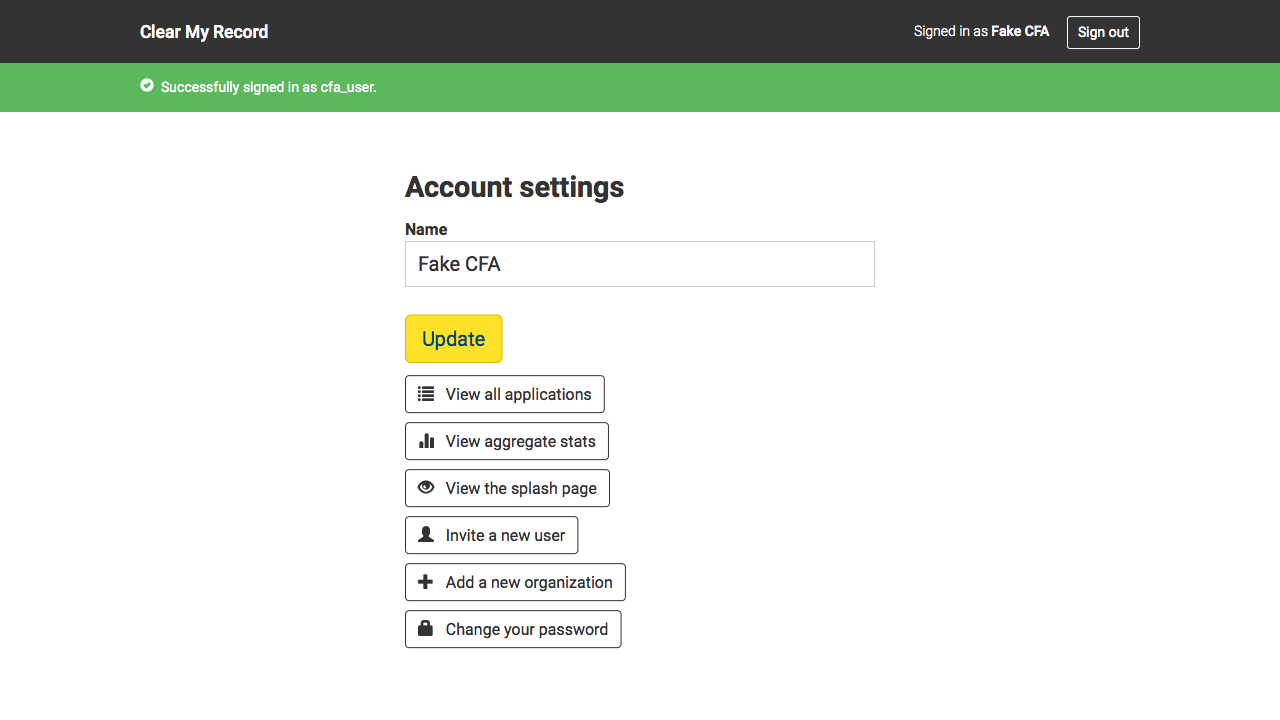 Clear My Record
Signed in as Fake CFA
Sign out
Successfully signed in as cfa_user.
Account settings
Name
Fake CFA
Update
View all applications
View aggregate stats
View the splash page
Invite a new user
Add a new organization
Change your password